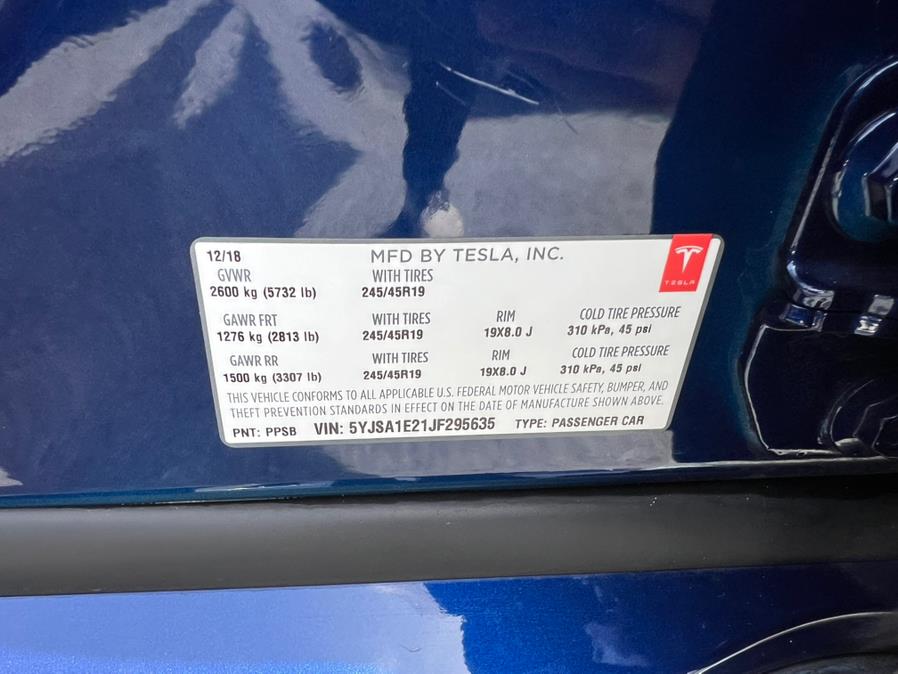 12/18 MFD BY TESLA, INC.
GVWR WITH TIRES
2600 kg (5732 lb) 245/45R19
GAWR FRT WITH TIRES RIM COLD TIRE PRESSURE
1276 kg (2813 lb) 245/45R19 19X8.0 J 310 kPa, 45 psi
GAWR RR WITH TIRES RIM COLD TIRE PRESSURE
1500 kg (3307 lb) 245/45R19 19X8.0 J 310 kPa, 45 psi
THIS VEHICLE CONFORMS TO ALL APPLICABLE U.S. FEDERAL MOTOR VEHICLE SAFETY, BUMPER, AND
THEFT PREVENTION STANDARDS IN EFFECT ON THE DATE OF MANUFACTURE SHOWN ABOVE.
PNT: PPSB VIN: 5YJSA1E21JF295635 TYPE: PASSENGER CAR
TESLA